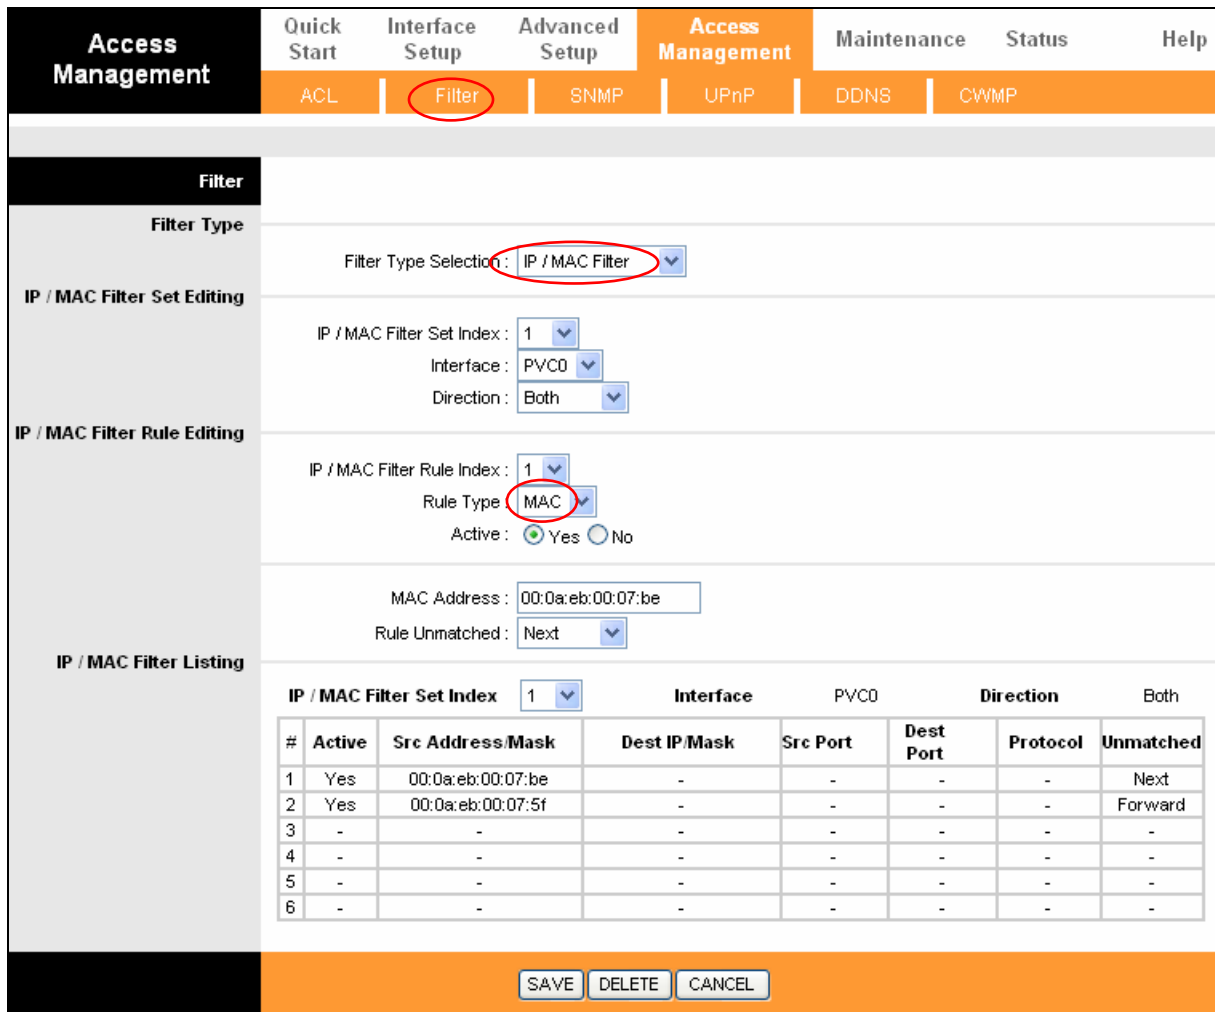 Access Management
Quick Start
Interface Setup
Advanced Setup
Access Management
Maintenance
Status
Help
ACL
Filter
SNMP
UPnP
DDNS
CWMP
Filter
Filter Type
Filter Type Selection : IP / MAC Filter
IP / MAC Filter Set Editing
IP / MAC Filter Set Index : 1
Interface : PVC0
Direction : Both
IP / MAC Filter Rule Editing
IP / MAC Filter Rule Index : 1
Rule Type : MAC
Active : Yes No
MAC Address : 00:0a:eb:00:07:be
Rule Unmatched : Next
IP / MAC Filter Listing
IP / MAC Filter Set Index 1 Interface PVC0 Direction Both
# Active Src Address/Mask Dest IP/Mask Src Port Dest Port Protocol Unmatched
1 Yes 00:0a:eb:00:07:be - - - - Next
2 Yes 00:0a:eb:00:07:5f - - - - Forward
3 - - - - - - -
4 - - - - - - -
5 - - - - - - -
6 - - - - - - -
SAVE DELETE CANCEL